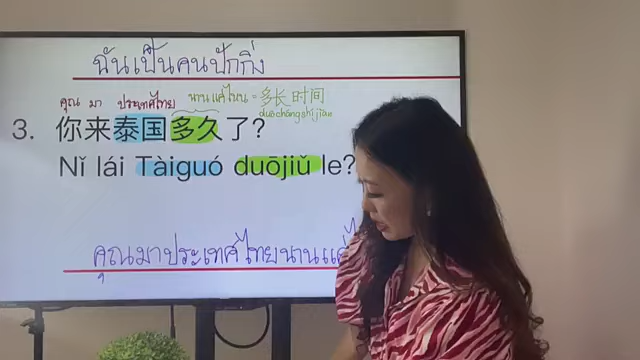 ฉันเป็นคนปักกิ่ง
คุณ มา ประเทศไทย นานแค่ไหน = 多长时间
duōchángshíjiān
3. 你来泰国多久了?
Nǐ lái Tàiguó duōjiǔ le?
คุณมาประเทศไทยนานแค่